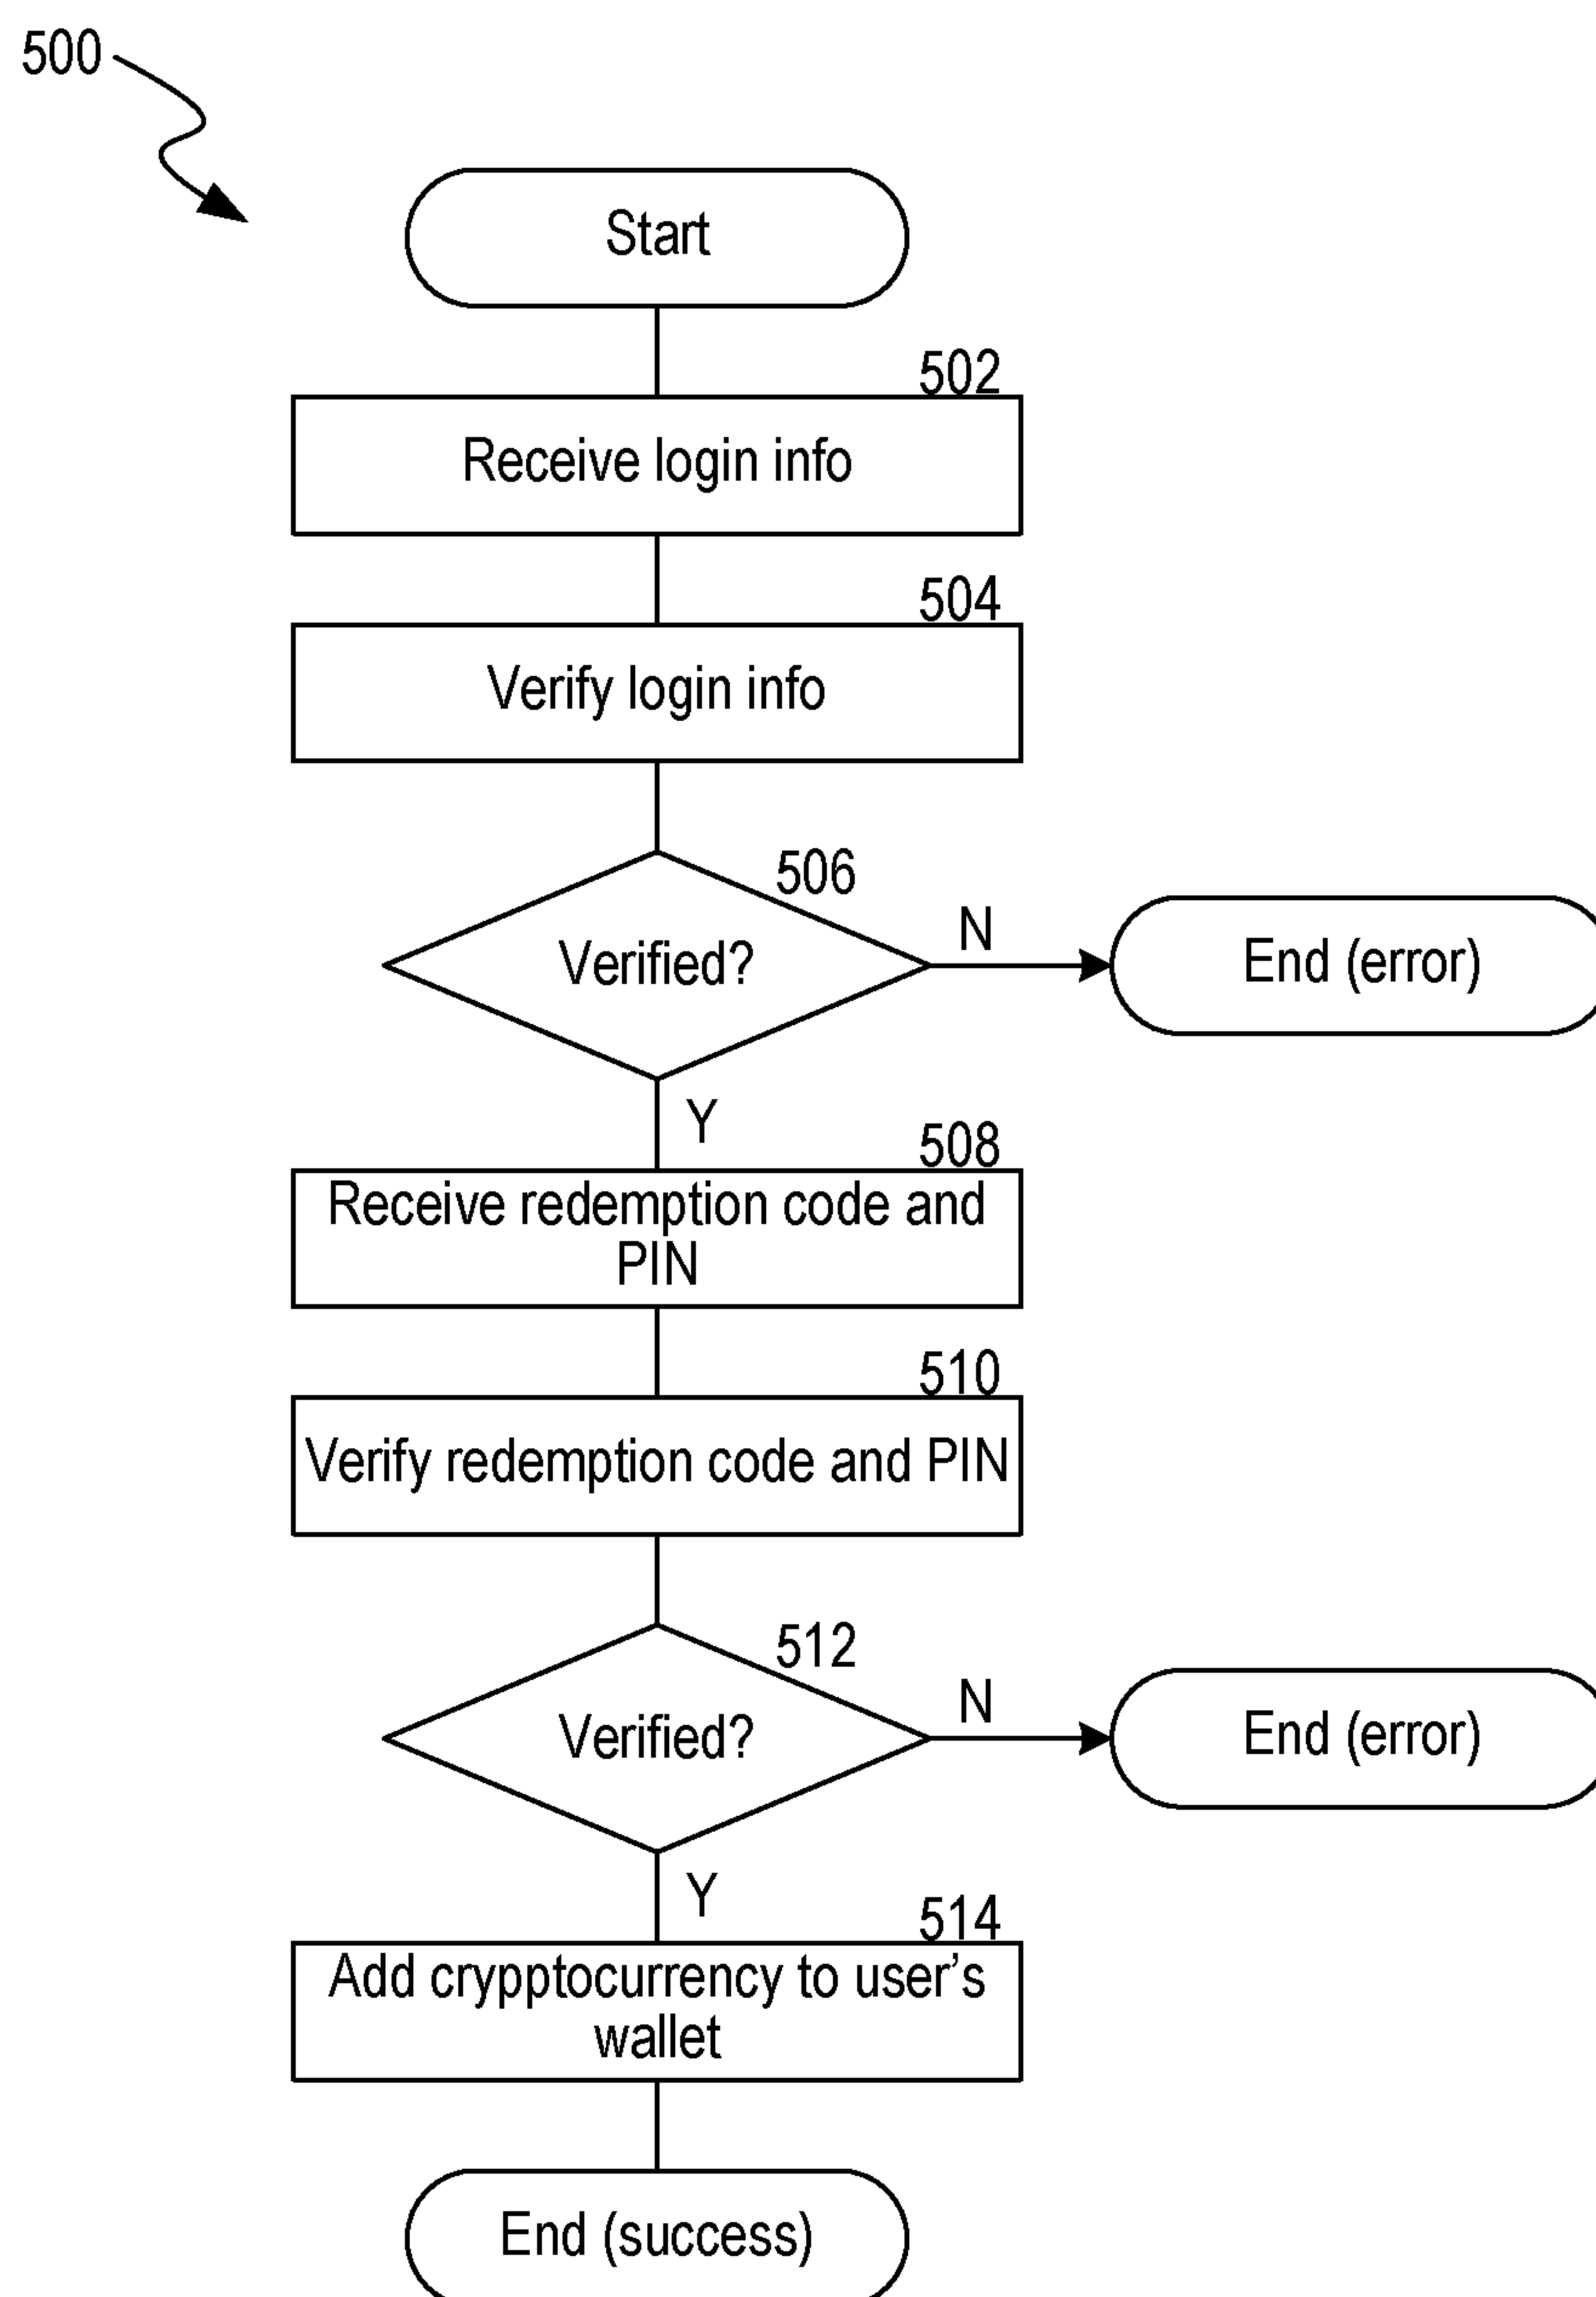 500
Start
502
Receive login info
504
Verify login info
506
Verified?
N
End (error)
Y
508
Receive redemption code and
PIN
510
Verify redemption code and PIN
512
Verified?
N
End (error)
Y
514
Add crypptocurrency to user’s
wallet
End (success)